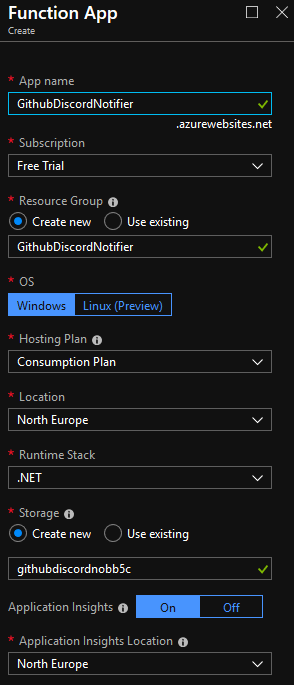 Function App
Create
* App name
GithubDiscordNotifier
.azurewebsites.net
* Subscription
Free Trial
* Resource Group
Create new Use existing
GithubDiscordNotifier
* OS
Windows Linux (Preview)
* Hosting Plan
Consumption Plan
* Location
North Europe
* Runtime Stack
.NET
* Storage
Create new Use existing
githubdiscordnobb5c
Application Insights On Off
* Application Insights Location
North Europe